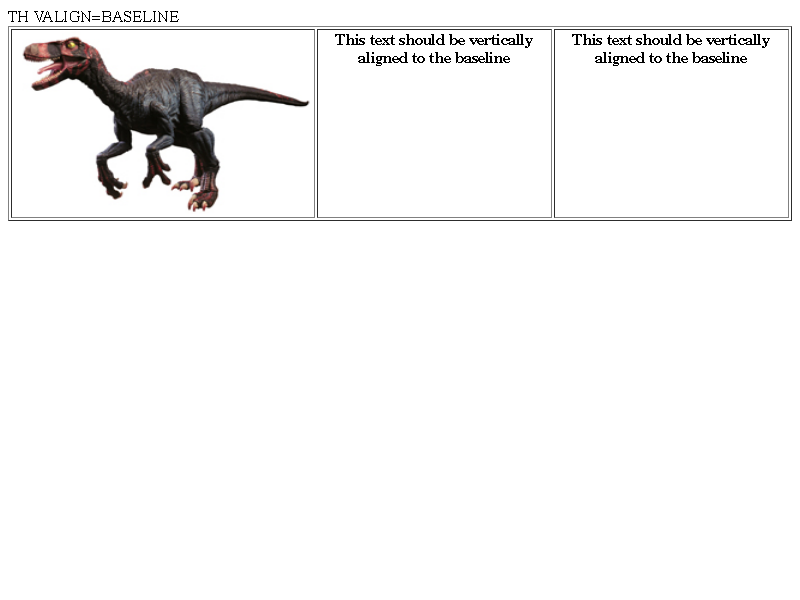 TH VALIGN=BASELINE
This text should be vertically
aligned to the baseline
This text should be vertically
aligned to the baseline